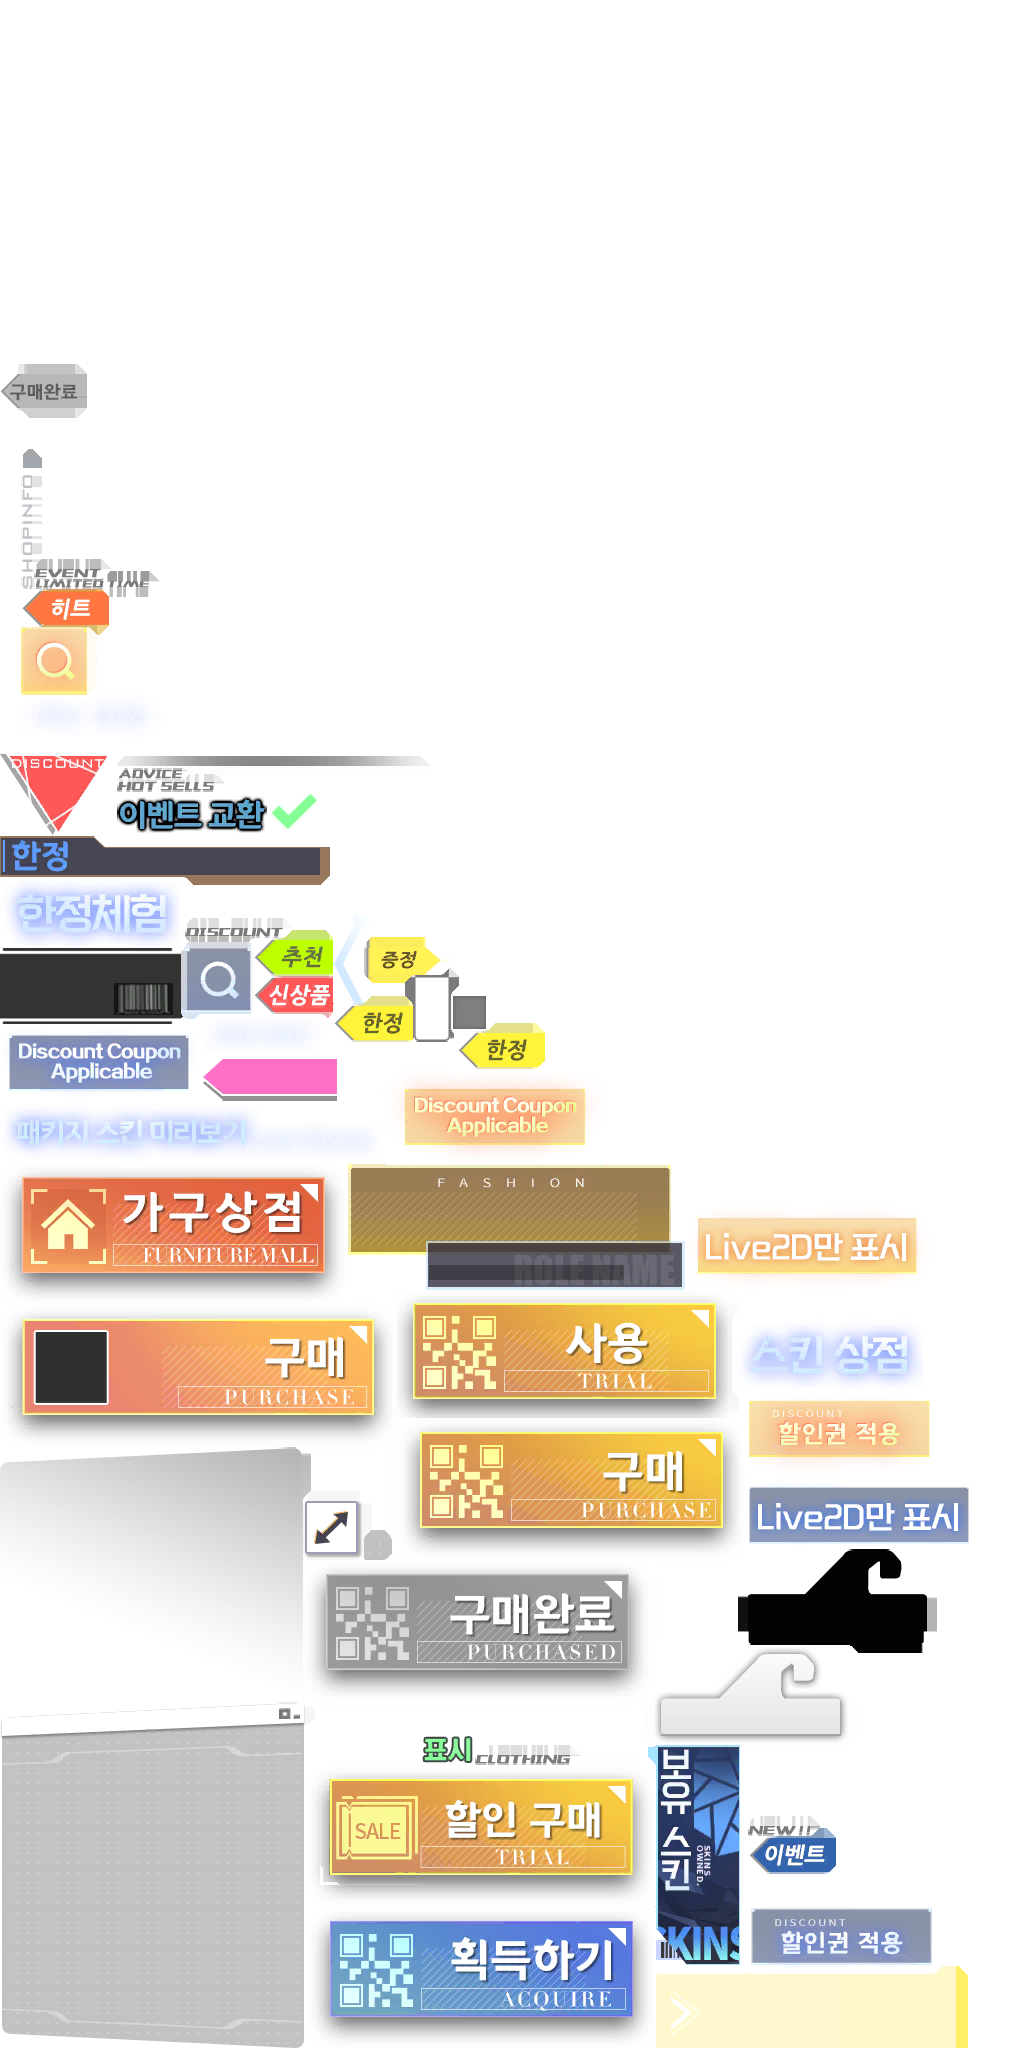 구매완료
SHOPINFO
EVENT
LIMITED TIME
히트
DISCOUNT
ADVICE
HOT SELLS
이벤트 교환
한정
한정체험
DISCOUNT
추천
증정
신상품
한정
한정
Discount Coupon
Applicable
Discount Coupon
Applicable
패키지 스킨 미리보기
FASHION
가구상점
FURNITURE MALL
ROLE NAME
Live2D만 표시
구매
PURCHASE
사용
TRIAL
스킨 상점
DISCOUNT
할인권 적용
구매
PURCHASE
Live2D만 표시
구매완료
PURCHASED
표시
CLOTHING
보유 스킨
SKINS
OWNED.
SKINS
할인 구매
SALE
TRIAL
NEW!!
이벤트
DISCOUNT
할인권 적용
획득하기
ACQUIRE